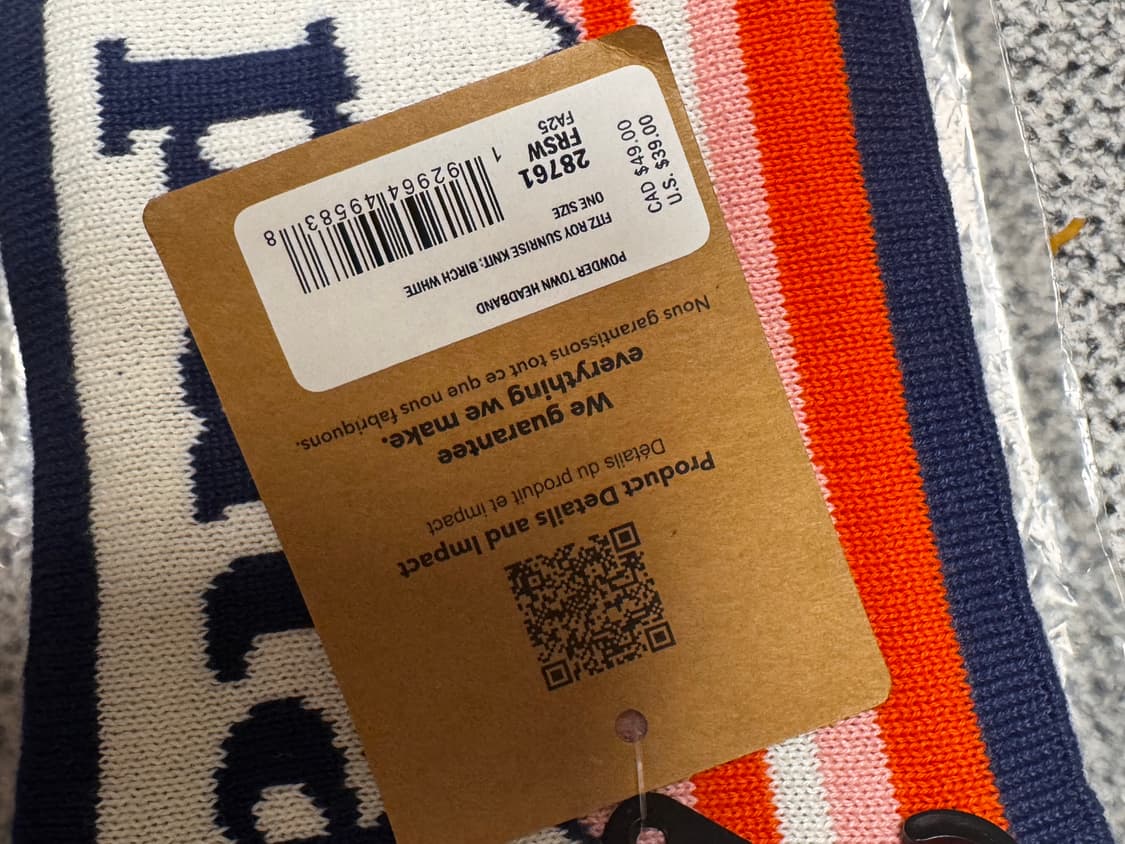 Product Details and Impact
Détails du produit et impact
We guarantee
everything we make.
Nous garantissons tout ce que nous fabriquons.
POWDER TOWN HEADBAND
FITZ ROY SUNRISE KNIT: BIRCH WHITE
ONE SIZE
28761
FRSW
FA25
1 92964 49583 8
CAD $49.00
U.S. $39.00